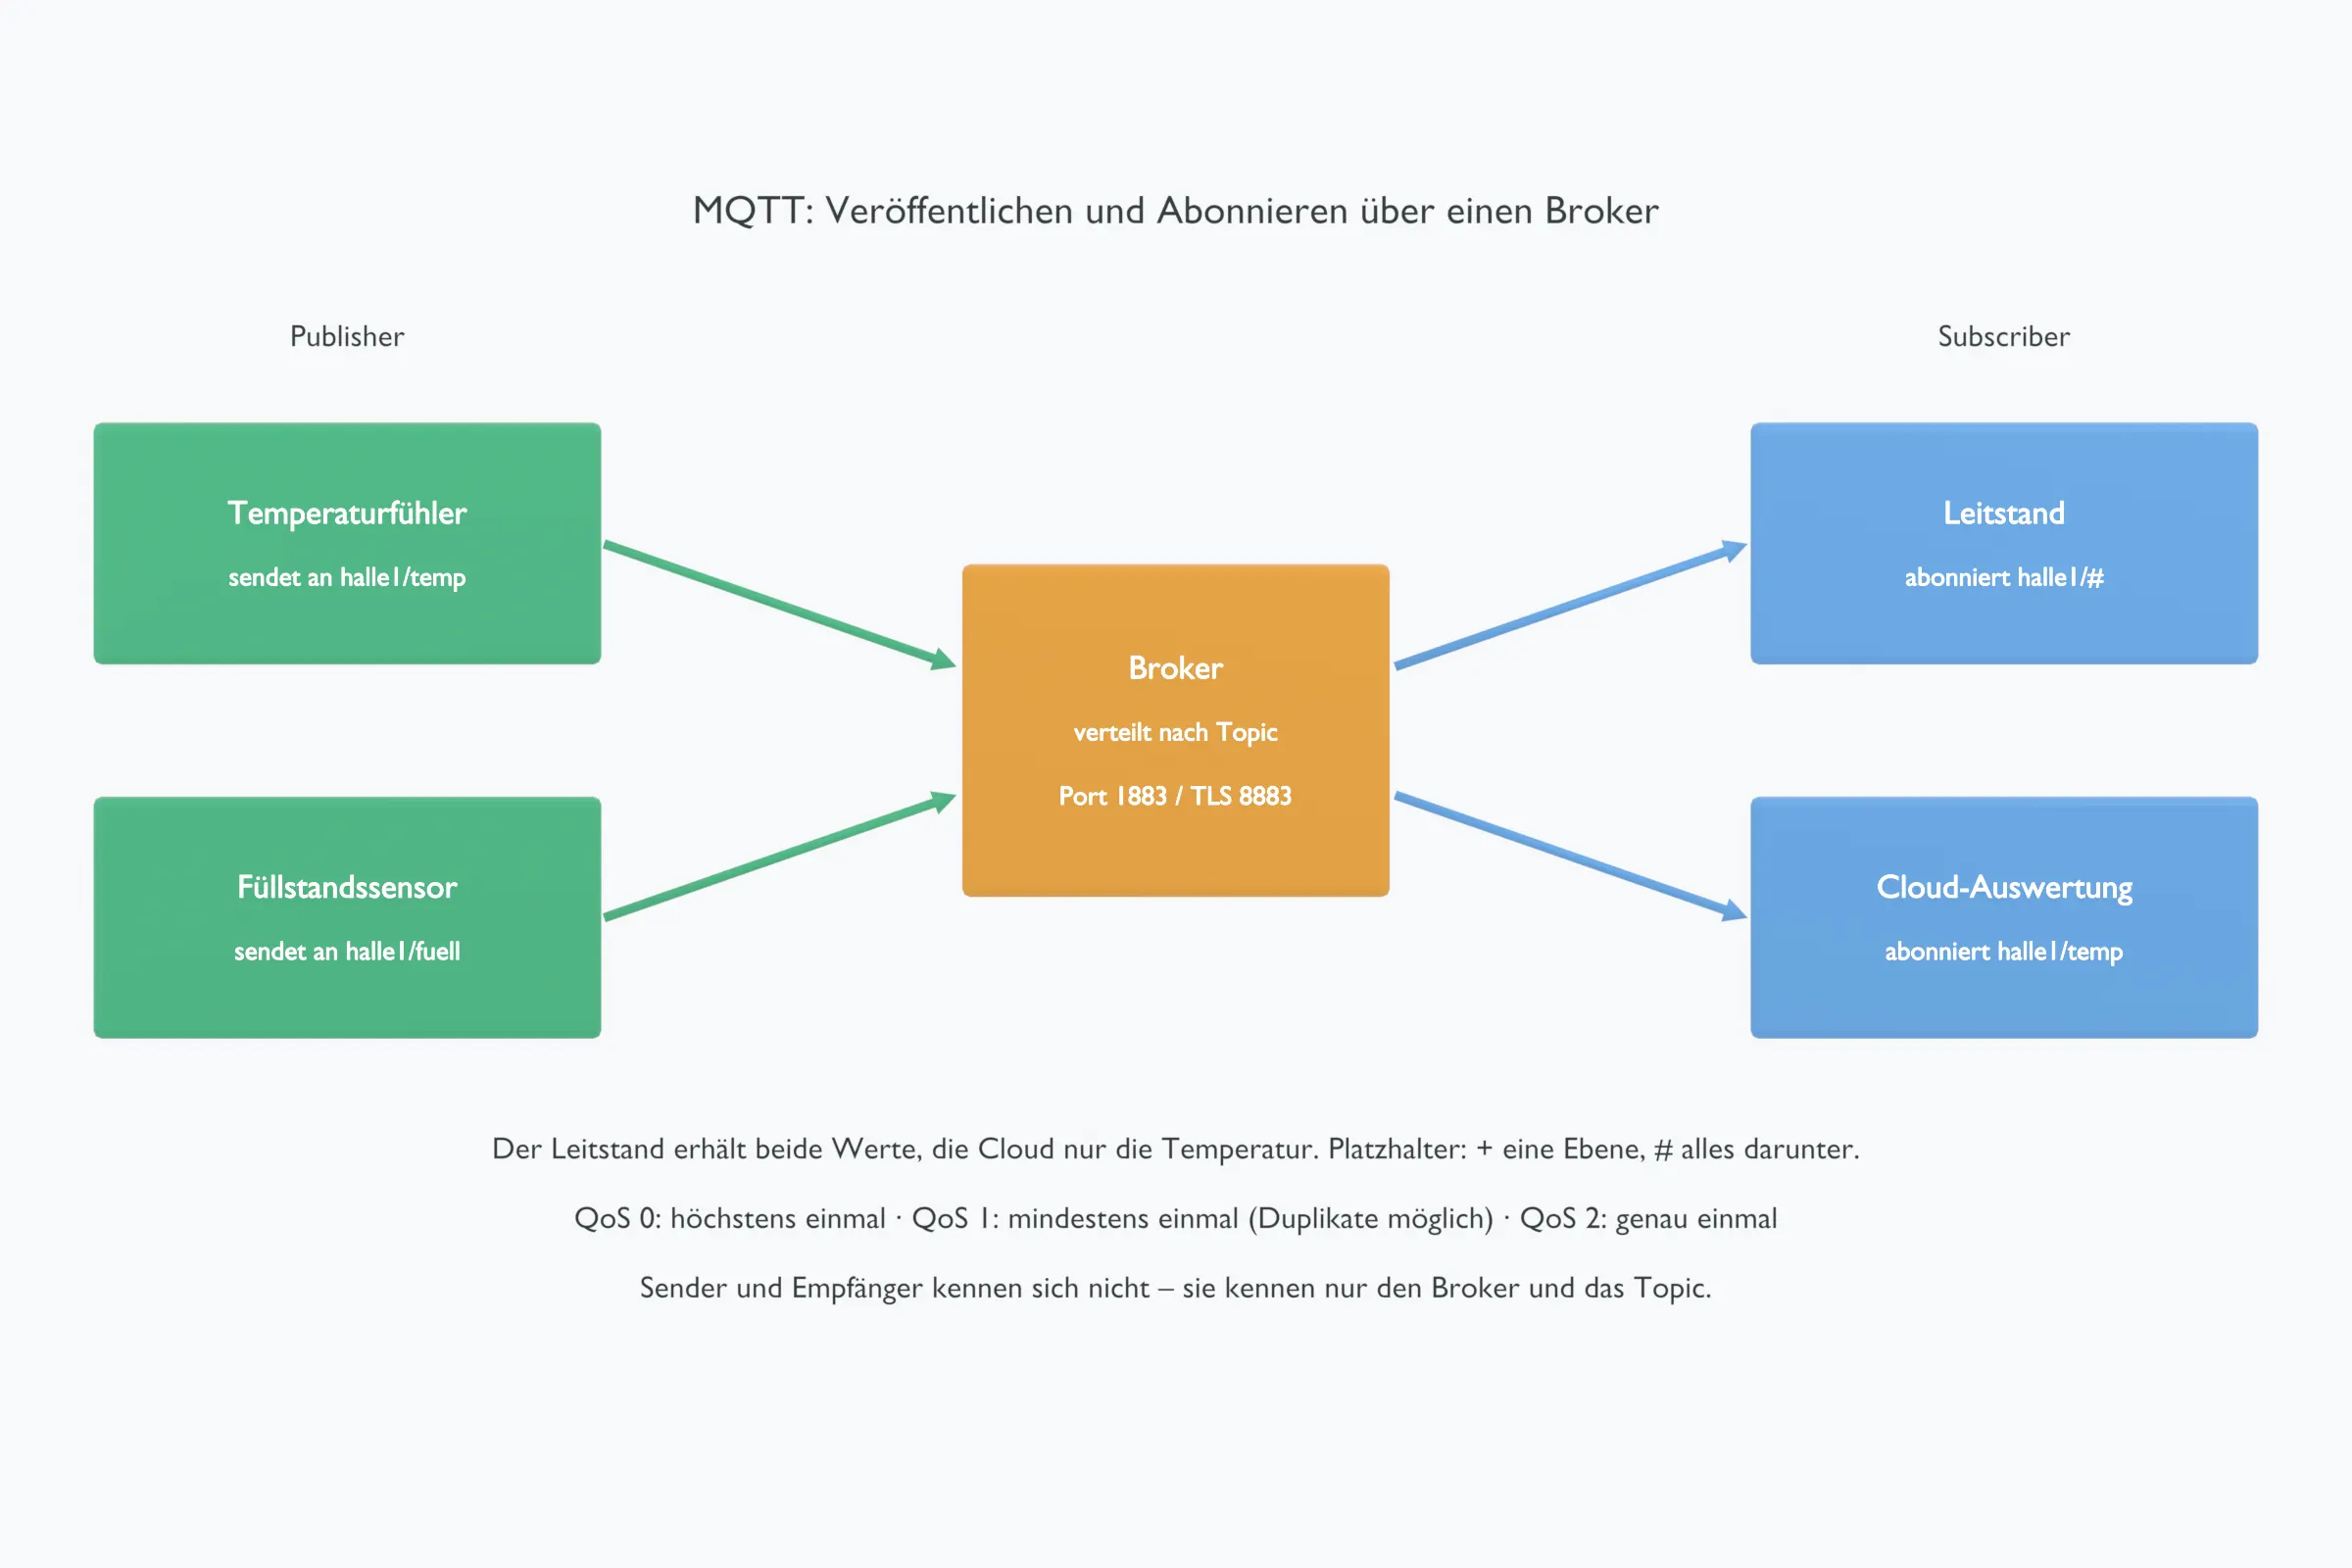 MQTT: Veröffentlichen und Abonnieren über einen Broker
Publisher
Subscriber
Temperaturfühler
sendet an halle1/temp
Füllstandssensor
sendet an halle1/fuell
Broker
verteilt nach Topic
Port 1883 / TLS 8883
Leitstand
abonniert halle1/#
Cloud-Auswertung
abonniert halle1/temp
Der Leitstand erhält beide Werte, die Cloud nur die Temperatur. Platzhalter: + eine Ebene, # alles darunter.
QoS 0: höchstens einmal · QoS 1: mindestens einmal (Duplikate möglich) · QoS 2: genau einmal
Sender und Empfänger kennen sich nicht – sie kennen nur den Broker und das Topic.